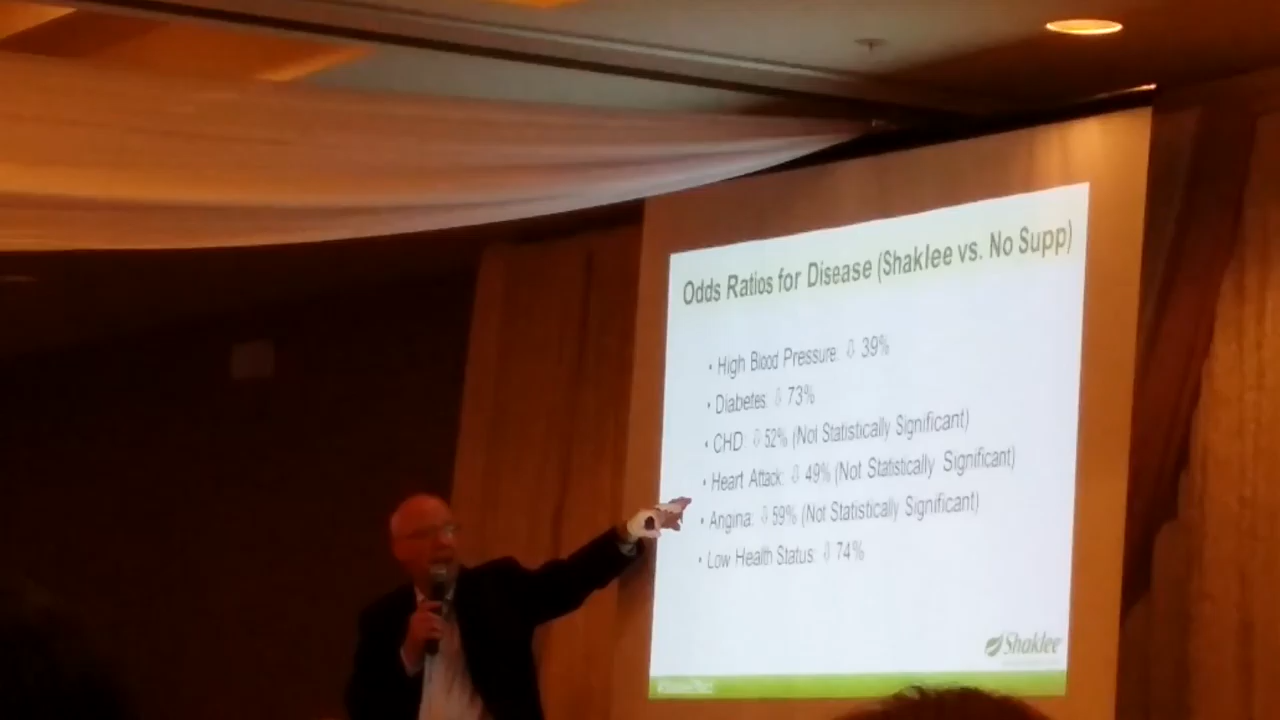 Odds Ratios for Disease (Shaklee vs. No Supp)
• High Blood Pressure: ⇩ 39%
• Diabetes: ⇩ 73%
• CHD: ⇩ 52% (Not Statistically Significant)
• Heart Attack: ⇩ 49% (Not Statistically Significant)
• Angina: ⇩ 59% (Not Statistically Significant)
• Low Health Status: ⇩ 74%
Shaklee